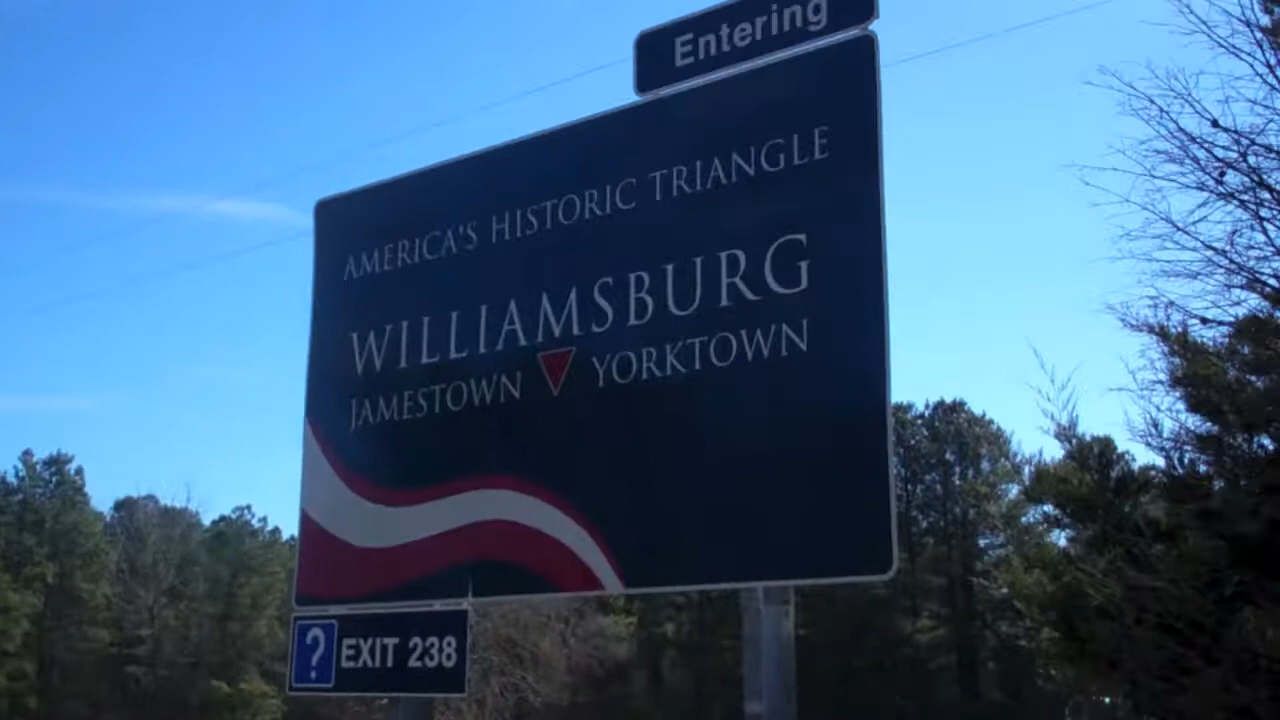 Entering
AMERICA'S HISTORIC TRIANGLE
WILLIAMSBURG
JAMESTOWN YORKTOWN
? EXIT 238